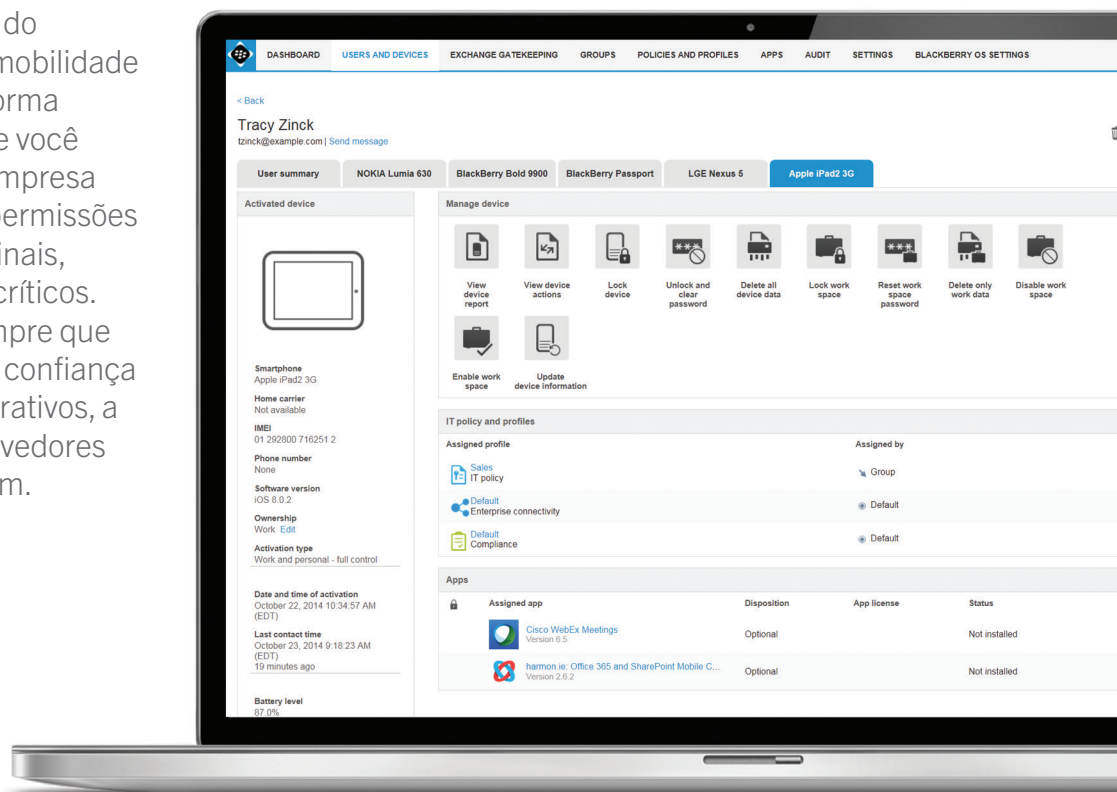 do
mobilidade
orma
e você
mpresa
permissões
inais,
críticos.
npre que
confiança
rativos, a
vedores
m.
DASHBOARD USERS AND DEVICES EXCHANGE GATEKEEPING GROUPS POLICIES AND PROFILES APPS AUDIT SETTINGS BLACKBERRY OS SETTINGS
< Back
Tracy Zinck
tzinck@example.com | Send message
User summary NOKIA Lumia 630 BlackBerry Bold 9900 BlackBerry Passport LGE Nexus 5 Apple iPad2 3G
Activated device
Smartphone
Apple iPad2 3G
Home carrier
Not available
IMEI
01 292800 716251 2
Phone number
None
Software version
iOS 8.0.2
Ownership
Work Edit
Activation type
Work and personal - full control
Date and time of activation
October 22, 2014 10:34:57 AM
(EDT)
Last contact time
October 23, 2014 9:18:23 AM
(EDT)
19 minutes ago
Battery level
87.0%
Manage device
View device report
View device actions
Lock device
Unlock and clear password
Delete all device data
Lock work space
Reset work space password
Delete only work data
Disable work space
Enable work space
Update device information
IT policy and profiles
Assigned profile Assigned by
Sales
IT policy Group
Default
Enterprise connectivity Default
Default
Compliance Default
Apps
Assigned app Disposition App license Status
Cisco WebEx Meetings
Version 6.5 Optional Not installed
harmon.ie: Office 365 and SharePoint Mobile C...
Version 2.6.2 Optional Not installed